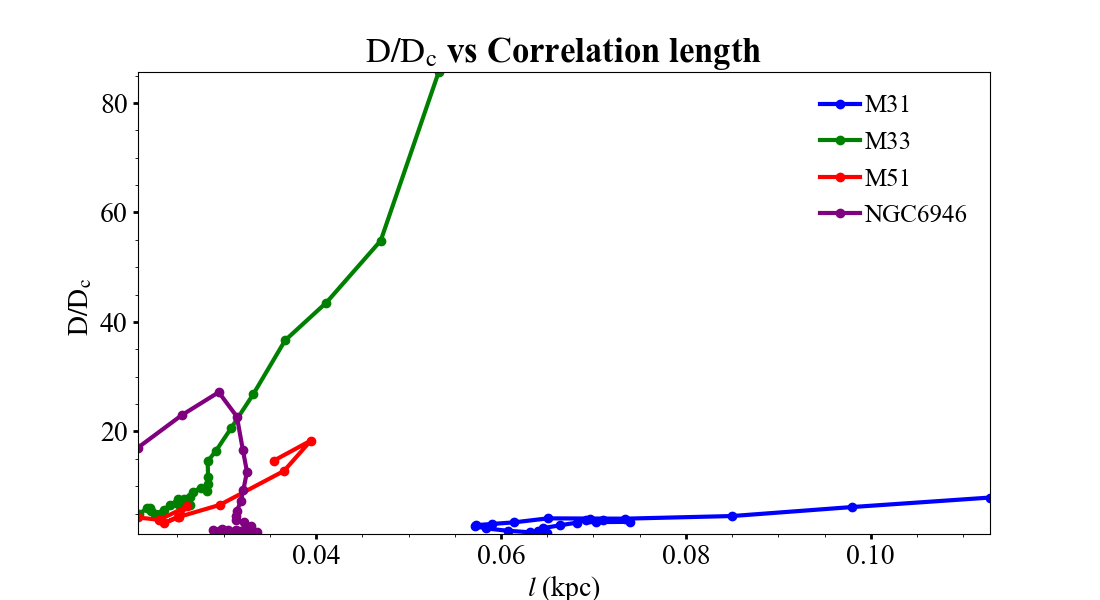 D/Dc vs Correlation length
M31
M33
M51
NGC6946
D/Dc
80
60
40
20
0.04 0.06 0.08 0.10
l (kpc)